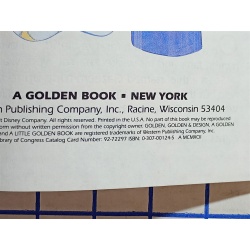 A GOLDEN BOOK • NEW YORK
n Publishing Company, Inc., Racine, Wisconsin 53404
t Disney Company. All rights reserved. Printed in the U.S.A. No part of this book may be reproduced
form without written permission from the copyright owner. GOLDEN, GOLDEN & DESIGN, A GOLDEN
and A LITTLE GOLDEN BOOK are registered trademarks of Western Publishing Company, Inc.
ibrary of Congress Catalog Card Number: 92-72297 ISBN: 0-307-00124-5 A MCMXCII